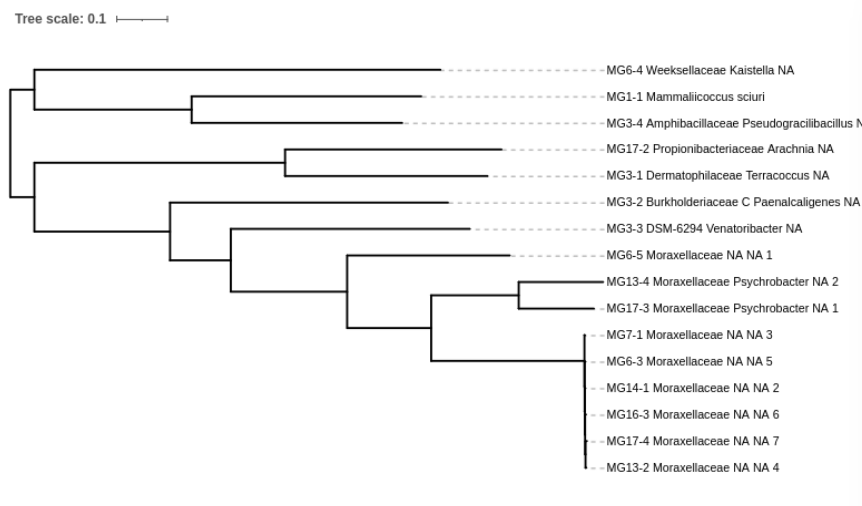 Tree scale: 0.1
MG6-4 Weeksellaceae Kaistella NA
MG1-1 Mammaliicoccus sciuri
MG3-4 Amphibacillaceae Pseudogracilibacillus N
MG17-2 Propionibacteriaceae Arachnia NA
MG3-1 Dermatophilaceae Terracoccus NA
MG3-2 Burkholderiaceae C Paenalcaligenes NA
MG3-3 DSM-6294 Venatoribacter NA
MG6-5 Moraxellaceae NA NA 1
MG13-4 Moraxellaceae Psychrobacter NA 2
MG17-3 Moraxellaceae Psychrobacter NA 1
MG7-1 Moraxellaceae NA NA 3
MG6-3 Moraxellaceae NA NA 5
MG14-1 Moraxellaceae NA NA 2
MG16-3 Moraxellaceae NA NA 6
MG17-4 Moraxellaceae NA NA 7
MG13-2 Moraxellaceae NA NA 4